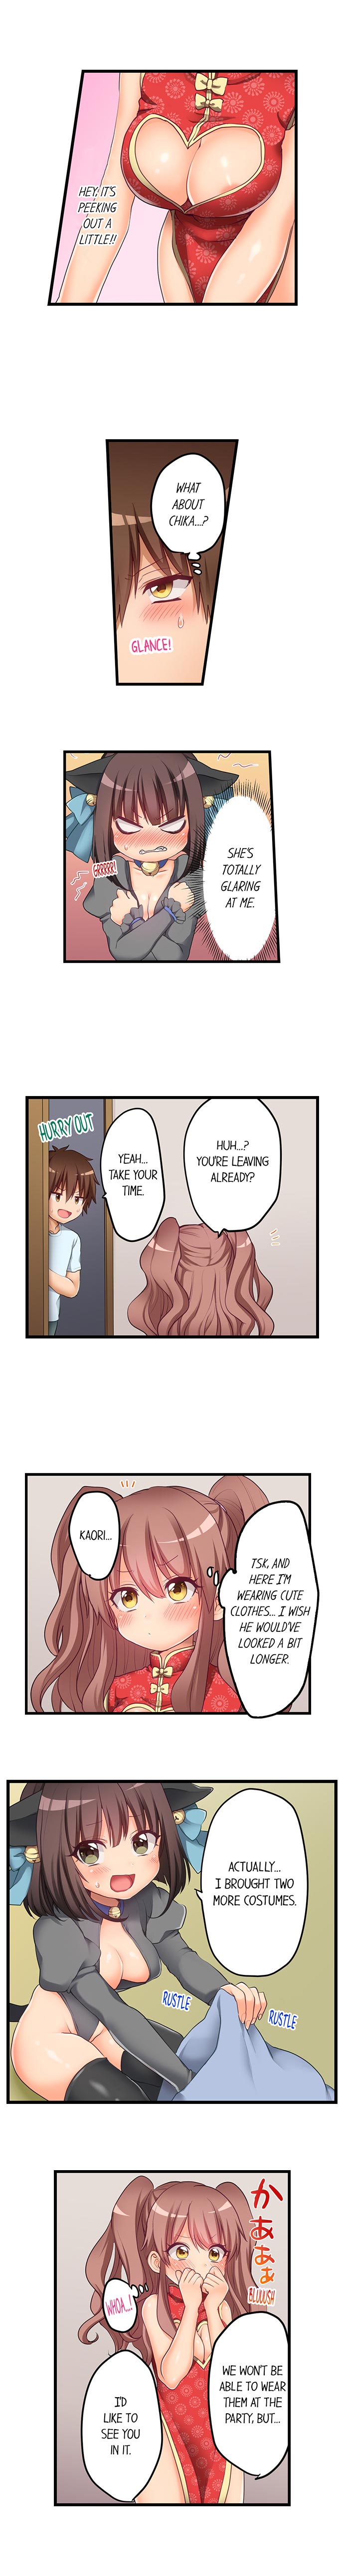 HEY, IT'S
PEEKING
OUT A
LITTLE!!
WHAT
ABOUT
CHIKA...?
GLANCE!
GRRRRR!
SHE'S
TOTALLY
GLARING
AT ME.
HURRY OUT
HUH...?
YOU'RE LEAVING
ALREADY?
YEAH...
TAKE YOUR
TIME.
KAORI...
TSK, AND
HERE I'M
WEARING CUTE
CLOTHES... I WISH
HE WOULD'VE
LOOKED A BIT
LONGER.
ACTUALLY...
I BROUGHT TWO
MORE COSTUMES.
RUSTLE
RUSTLE
かあぁぁ
BLUUUSH
WHOA...!
WE WON'T BE
ABLE TO WEAR
THEM AT THE
PARTY, BUT...
I'D
LIKE TO
SEE YOU
IN IT.